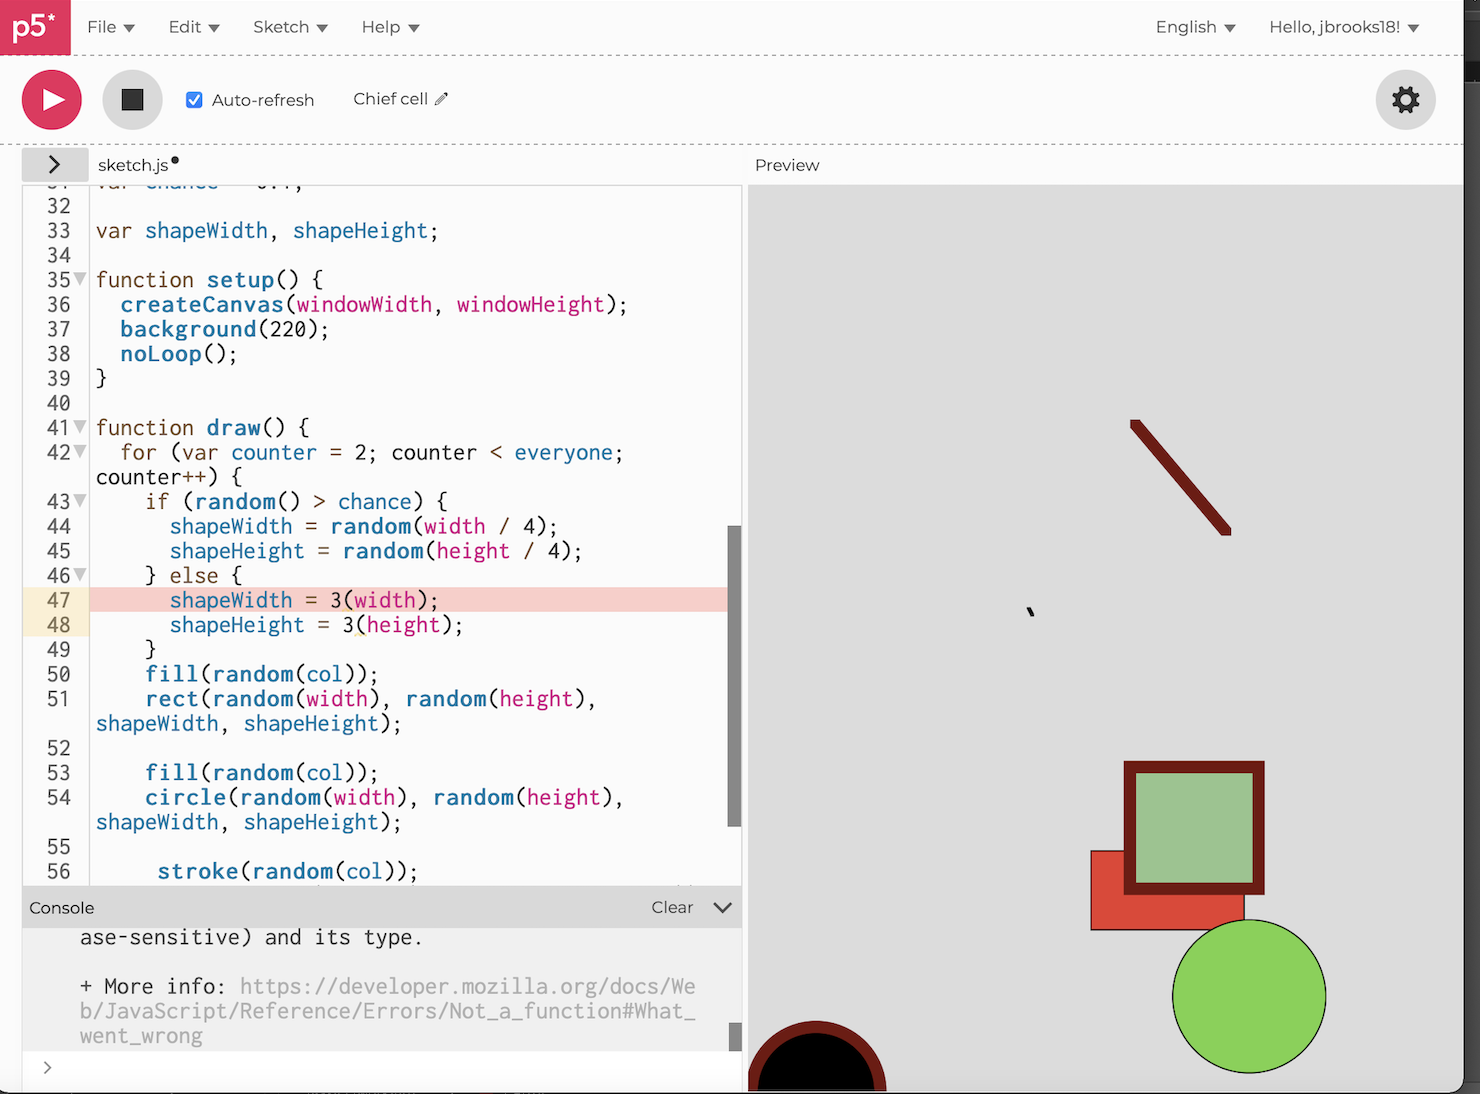 p5* File Edit Sketch Help English Hello, jbrooks18!
Auto-refresh Chief cell
> sketch.js● Preview
32
33 var shapeWidth, shapeHeight;
34
35 function setup() {
36 createCanvas(windowWidth, windowHeight);
37 background(220);
38 noLoop();
39 }
40
41 function draw() {
42 for (var counter = 2; counter < everyone;
counter++) {
43 if (random() > chance) {
44 shapeWidth = random(width / 4);
45 shapeHeight = random(height / 4);
46 } else {
47 shapeWidth = 3(width);
48 shapeHeight = 3(height);
49 }
50 fill(random(col));
51 rect(random(width), random(height),
shapeWidth, shapeHeight);
52
53 fill(random(col));
54 circle(random(width), random(height),
shapeWidth, shapeHeight);
55
56 stroke(random(col));
Console Clear
ase-sensitive) and its type.
+ More info: https://developer.mozilla.org/docs/We
b/JavaScript/Reference/Errors/Not_a_function#What_
went_wrong
>